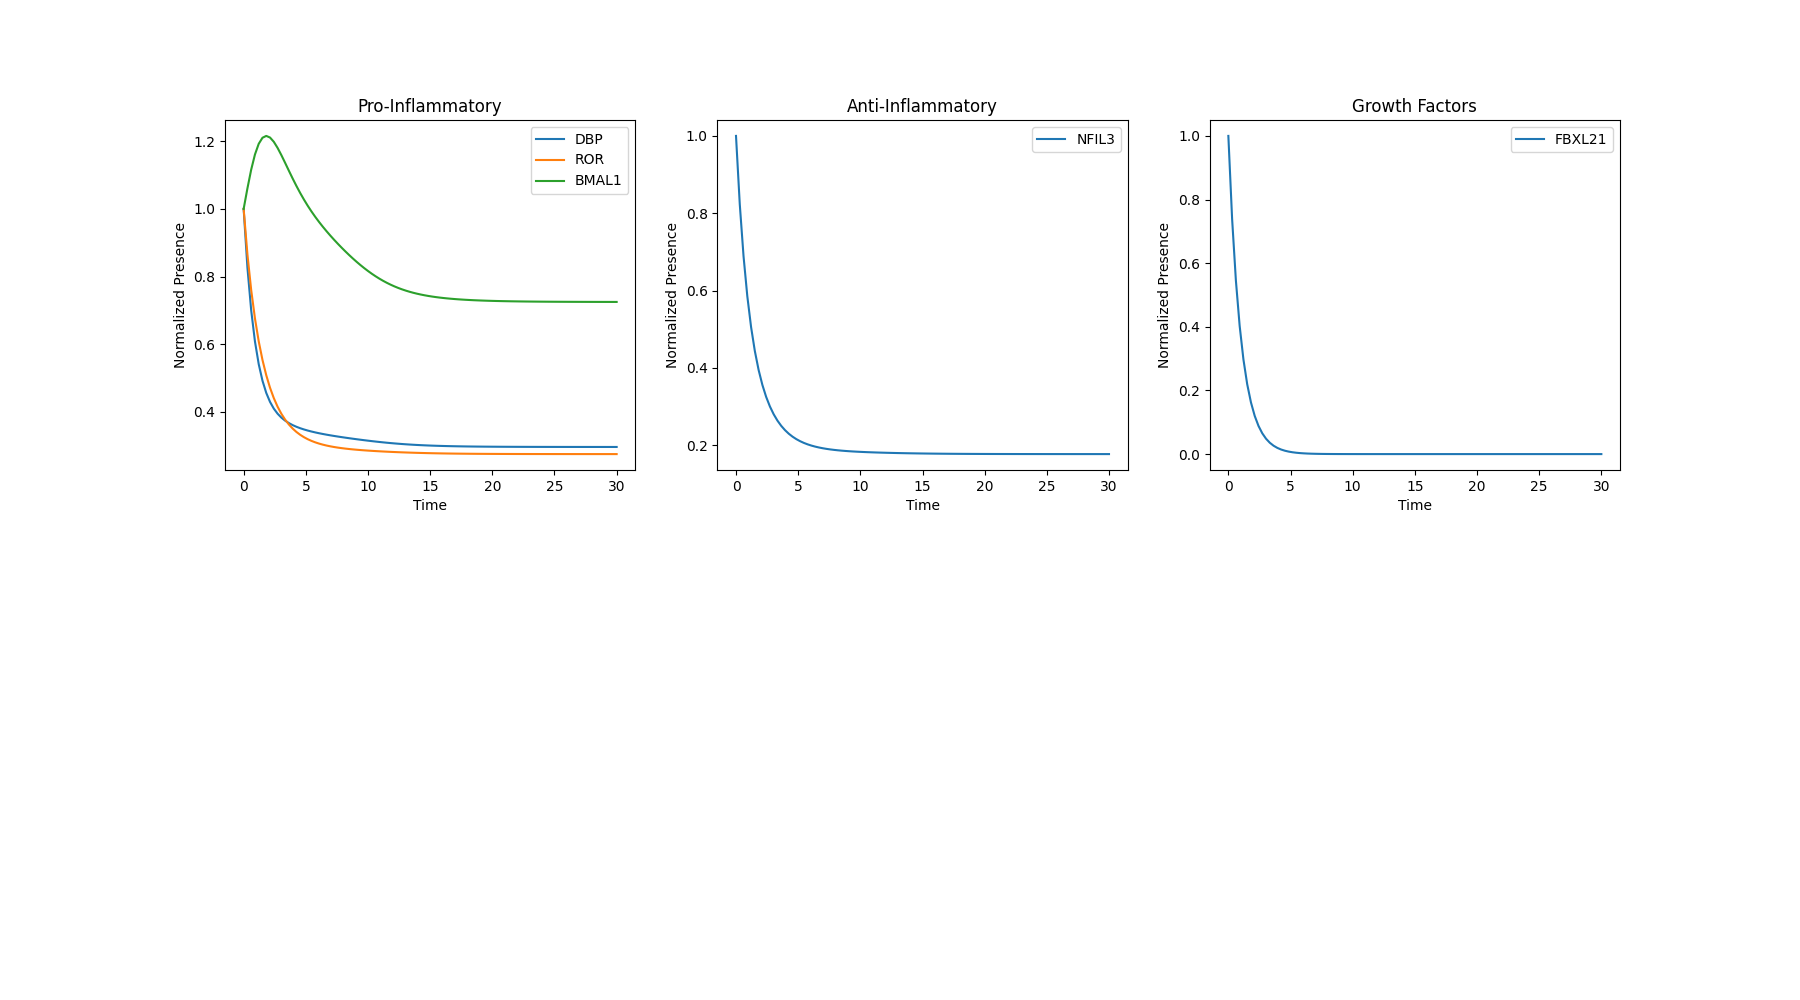 Pro-Inflammatory
Normalized Presence
1.2
1.0
0.8
0.6
0.4
0 5 10 15 20 25 30
Time
DBP
ROR
BMAL1
Anti-Inflammatory
Normalized Presence
1.0
0.8
0.6
0.4
0.2
0 5 10 15 20 25 30
Time
NFIL3
Growth Factors
Normalized Presence
1.0
0.8
0.6
0.4
0.2
0.0
0 5 10 15 20 25 30
Time
FBXL21